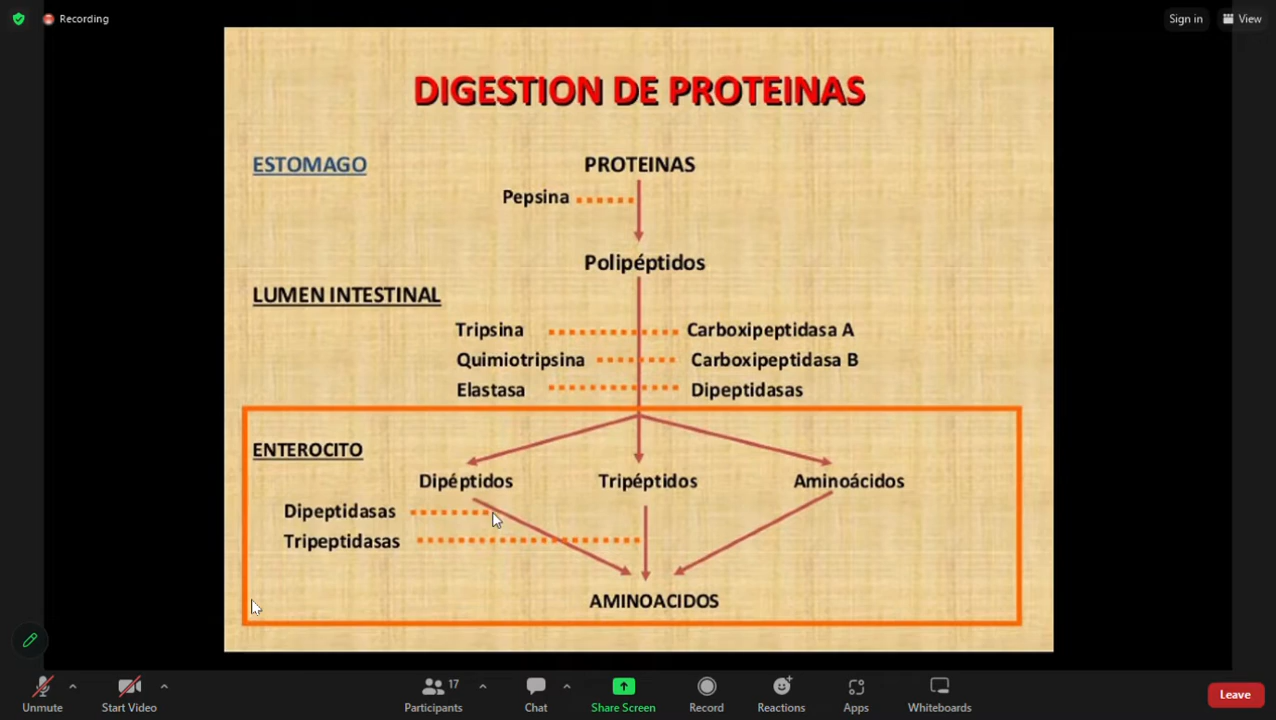 Recording
Sign in
View
DIGESTION DE PROTEINAS
ESTOMAGO
PROTEINAS
Pepsina
Polipéptidos
LUMEN INTESTINAL
Tripsina
Carboxipeptidasa A
Quimiotripsina
Carboxipeptidasa B
Elastasa
Dipeptidasas
ENTEROCITO
Dipéptidos
Tripéptidos
Aminoácidos
Dipeptidasas
Tripeptidasas
AMINOACIDOS
Unmute
Start Video
17
Participants
Chat
Share Screen
Record
Reactions
Apps
Whiteboards
Leave